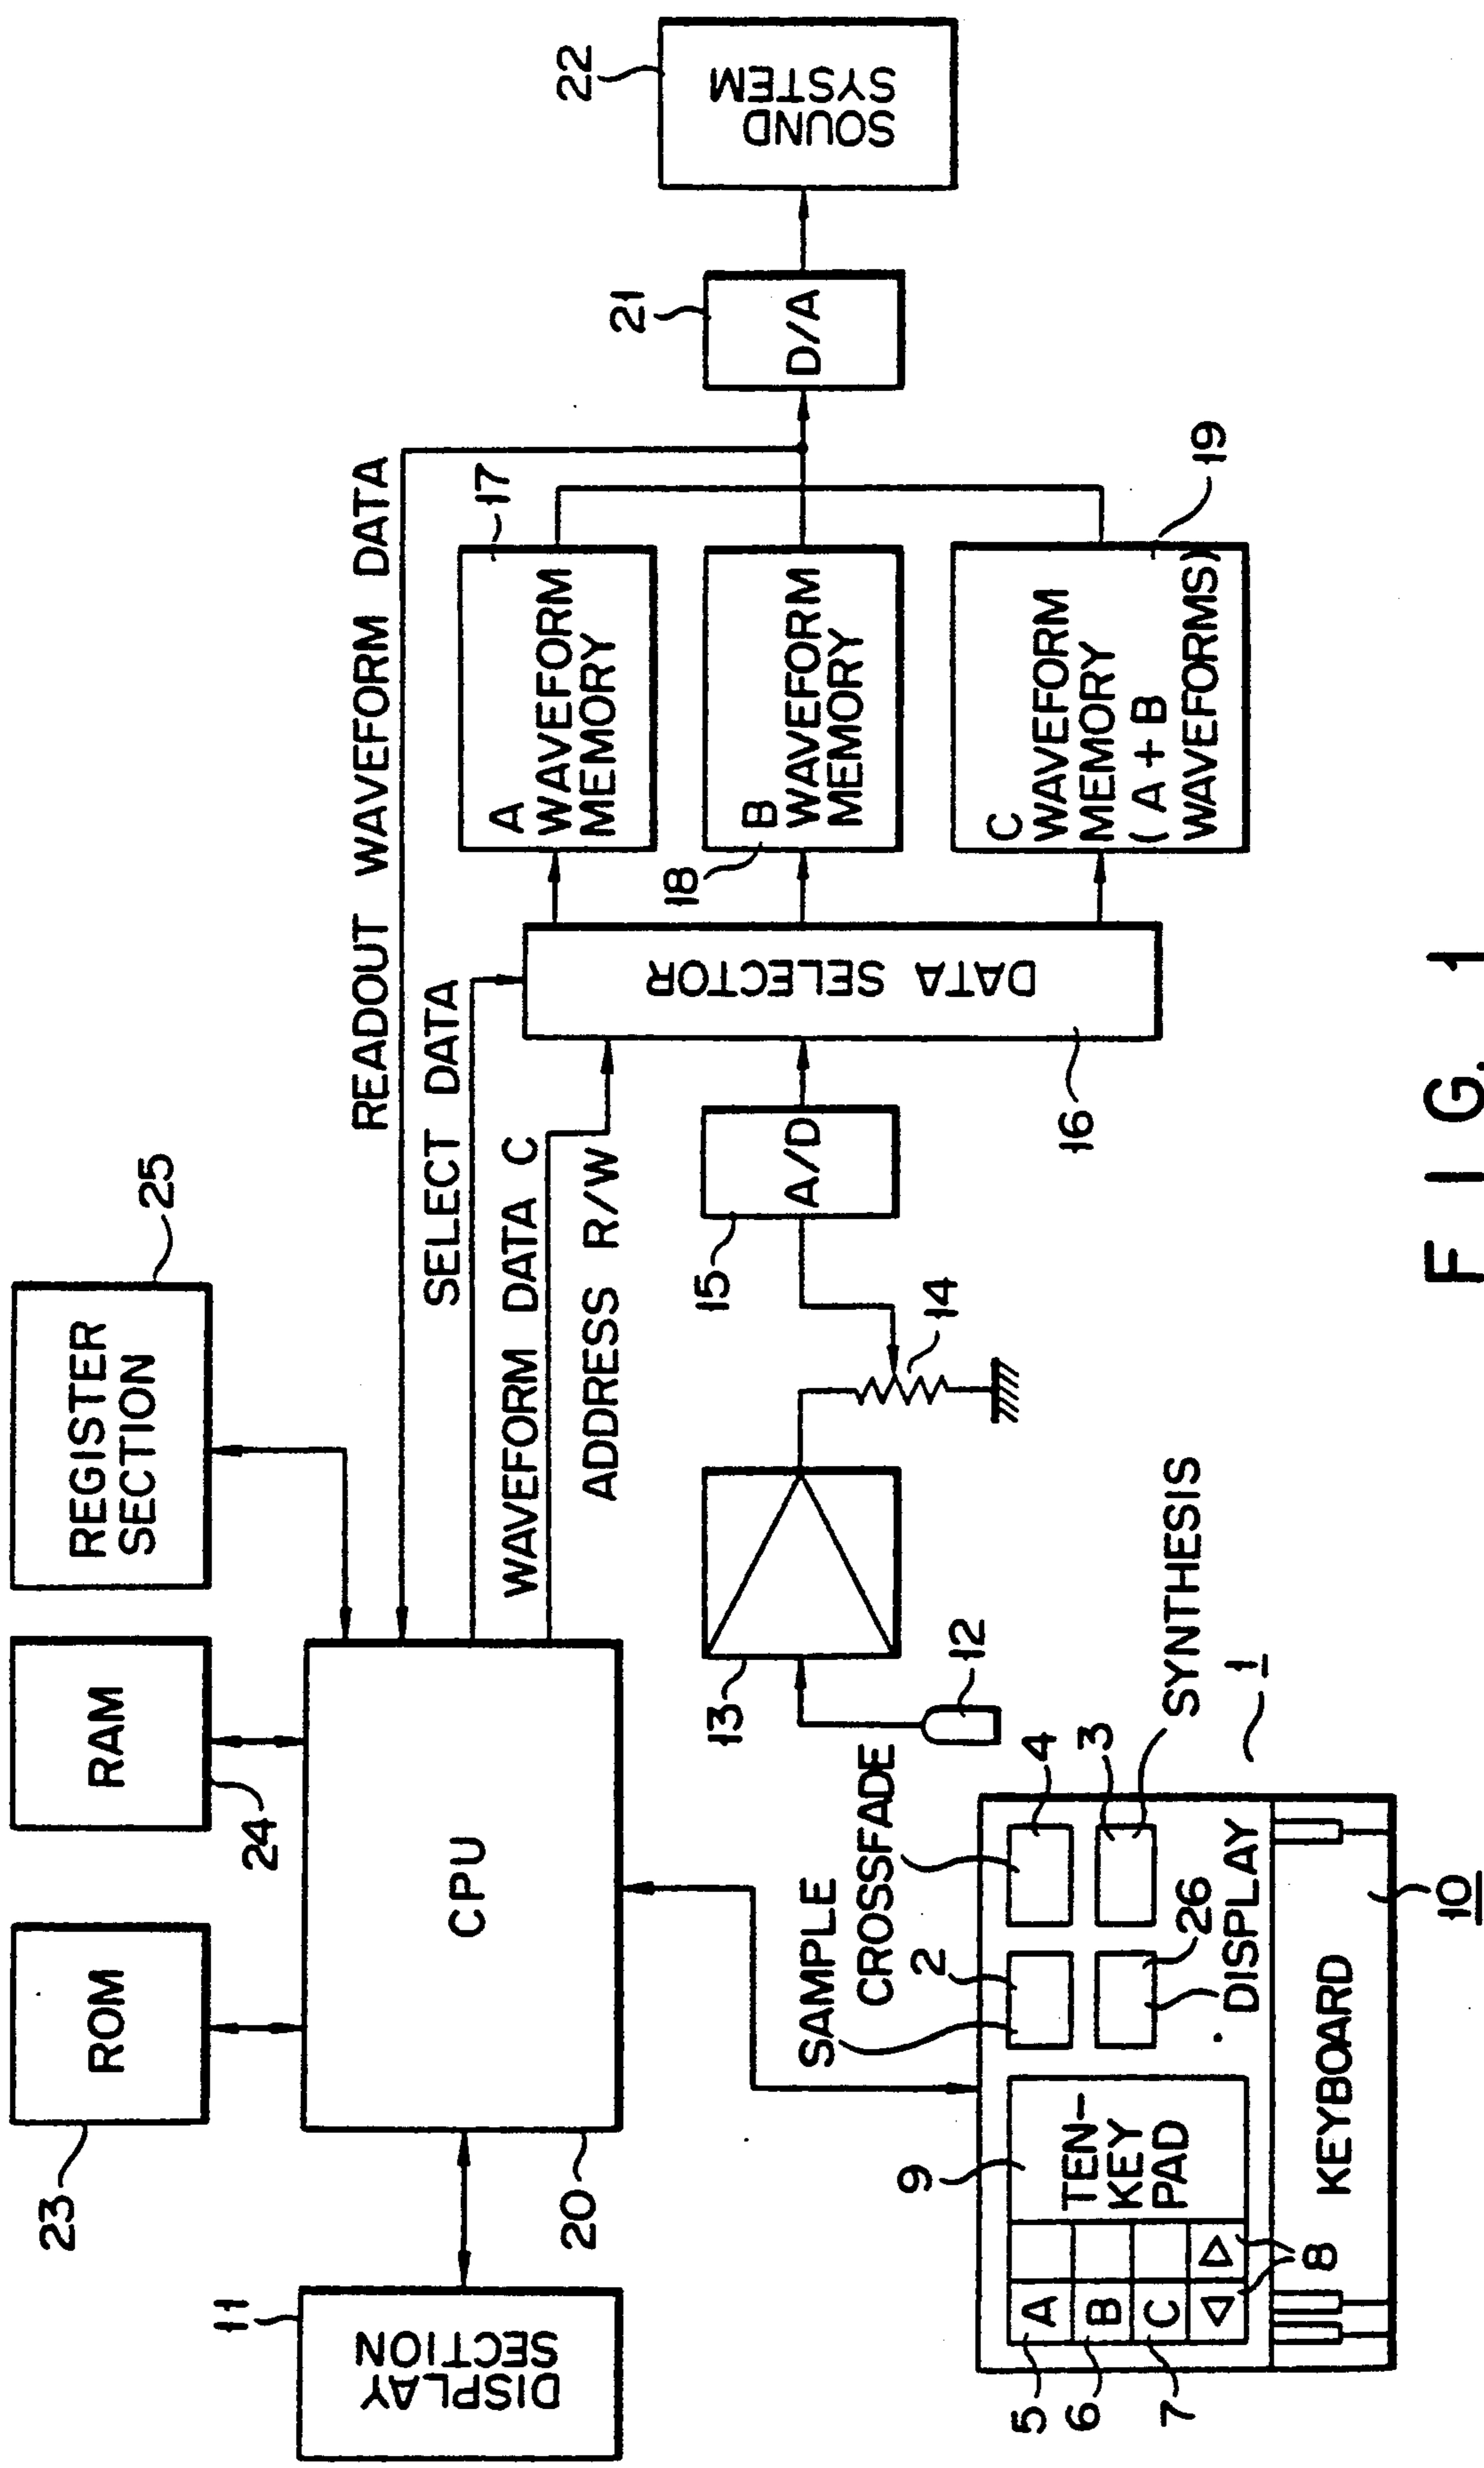 23
ROM
24
RAM
25
REGISTER
SECTION
11
DISPLAY
SECTION
20
CPU
READOUT WAVEFORM DATA
SELECT DATA
WAVEFORM DATA C
ADDRESS R/W
17
A
WAVEFORM
MEMORY
18
B
WAVEFORM
MEMORY
19
C
WAVEFORM
MEMORY
(A+B
WAVEFORMS)
21
D/A
22
SOUND
SYSTEM
DATA SELECTOR
16
15
A/D
14
13
12
SAMPLE
CROSSFADE
2
4
3
SYNTHESIS
26
DISPLAY
1
9
TEN-
KEY
PAD
5
A
6
B
7
C
8
KEYBOARD
10
FIG. 1